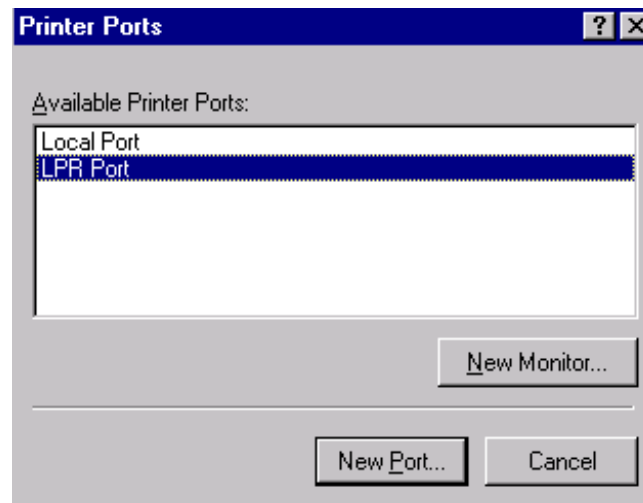 Printer Ports
Available Printer Ports:
Local Port
LPR Port
New Monitor...
New Port... Cancel